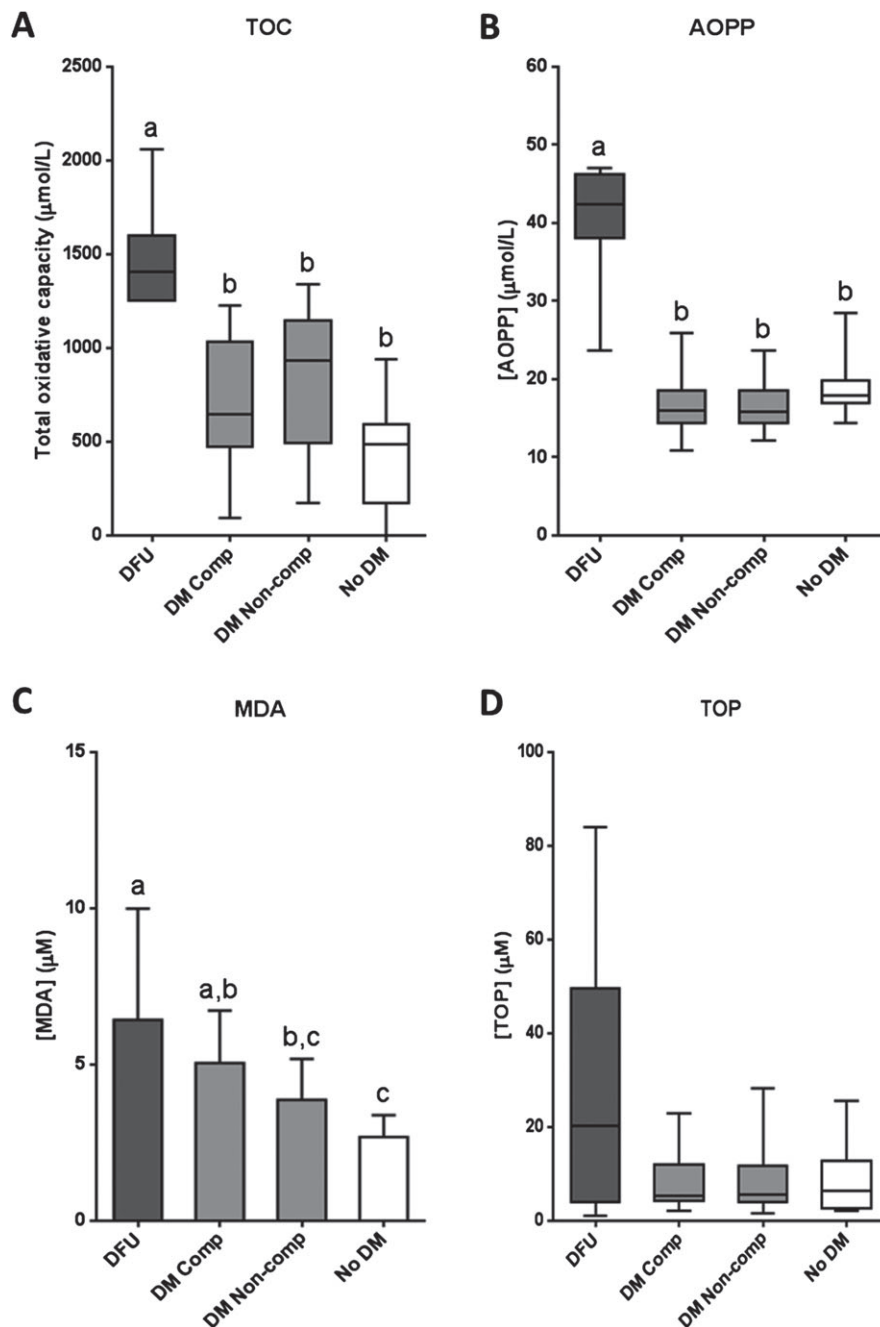 A
TOC
Total oxidative capacity (μmol/L)
2500
2000
1500
1000
500
0
a
b
b
b
DFU
DM Comp
DM Non-comp
No DM
B
AOPP
[AOPP] (μmol/L)
60
50
40
30
20
10
0
a
b
b
b
DFU
DM Comp
DM Non-comp
No DM
C
MDA
[MDA] (μM)
15
10
5
0
a
a,b
b,c
c
DFU
DM Comp
DM Non-comp
No DM
D
TOP
[TOP] (μM)
100
80
60
40
20
0
DFU
DM Comp
DM Non-comp
No DM